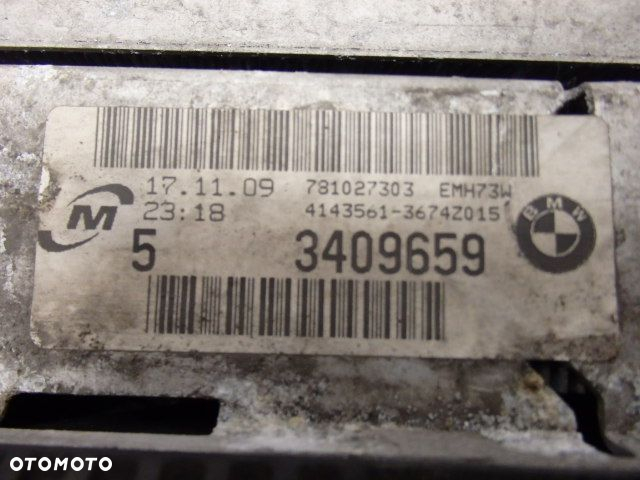 17.11.09 781027303 EMH73W
23:18 4143561-3674Z015
M
BMW
5 3409659
OTOMOTO